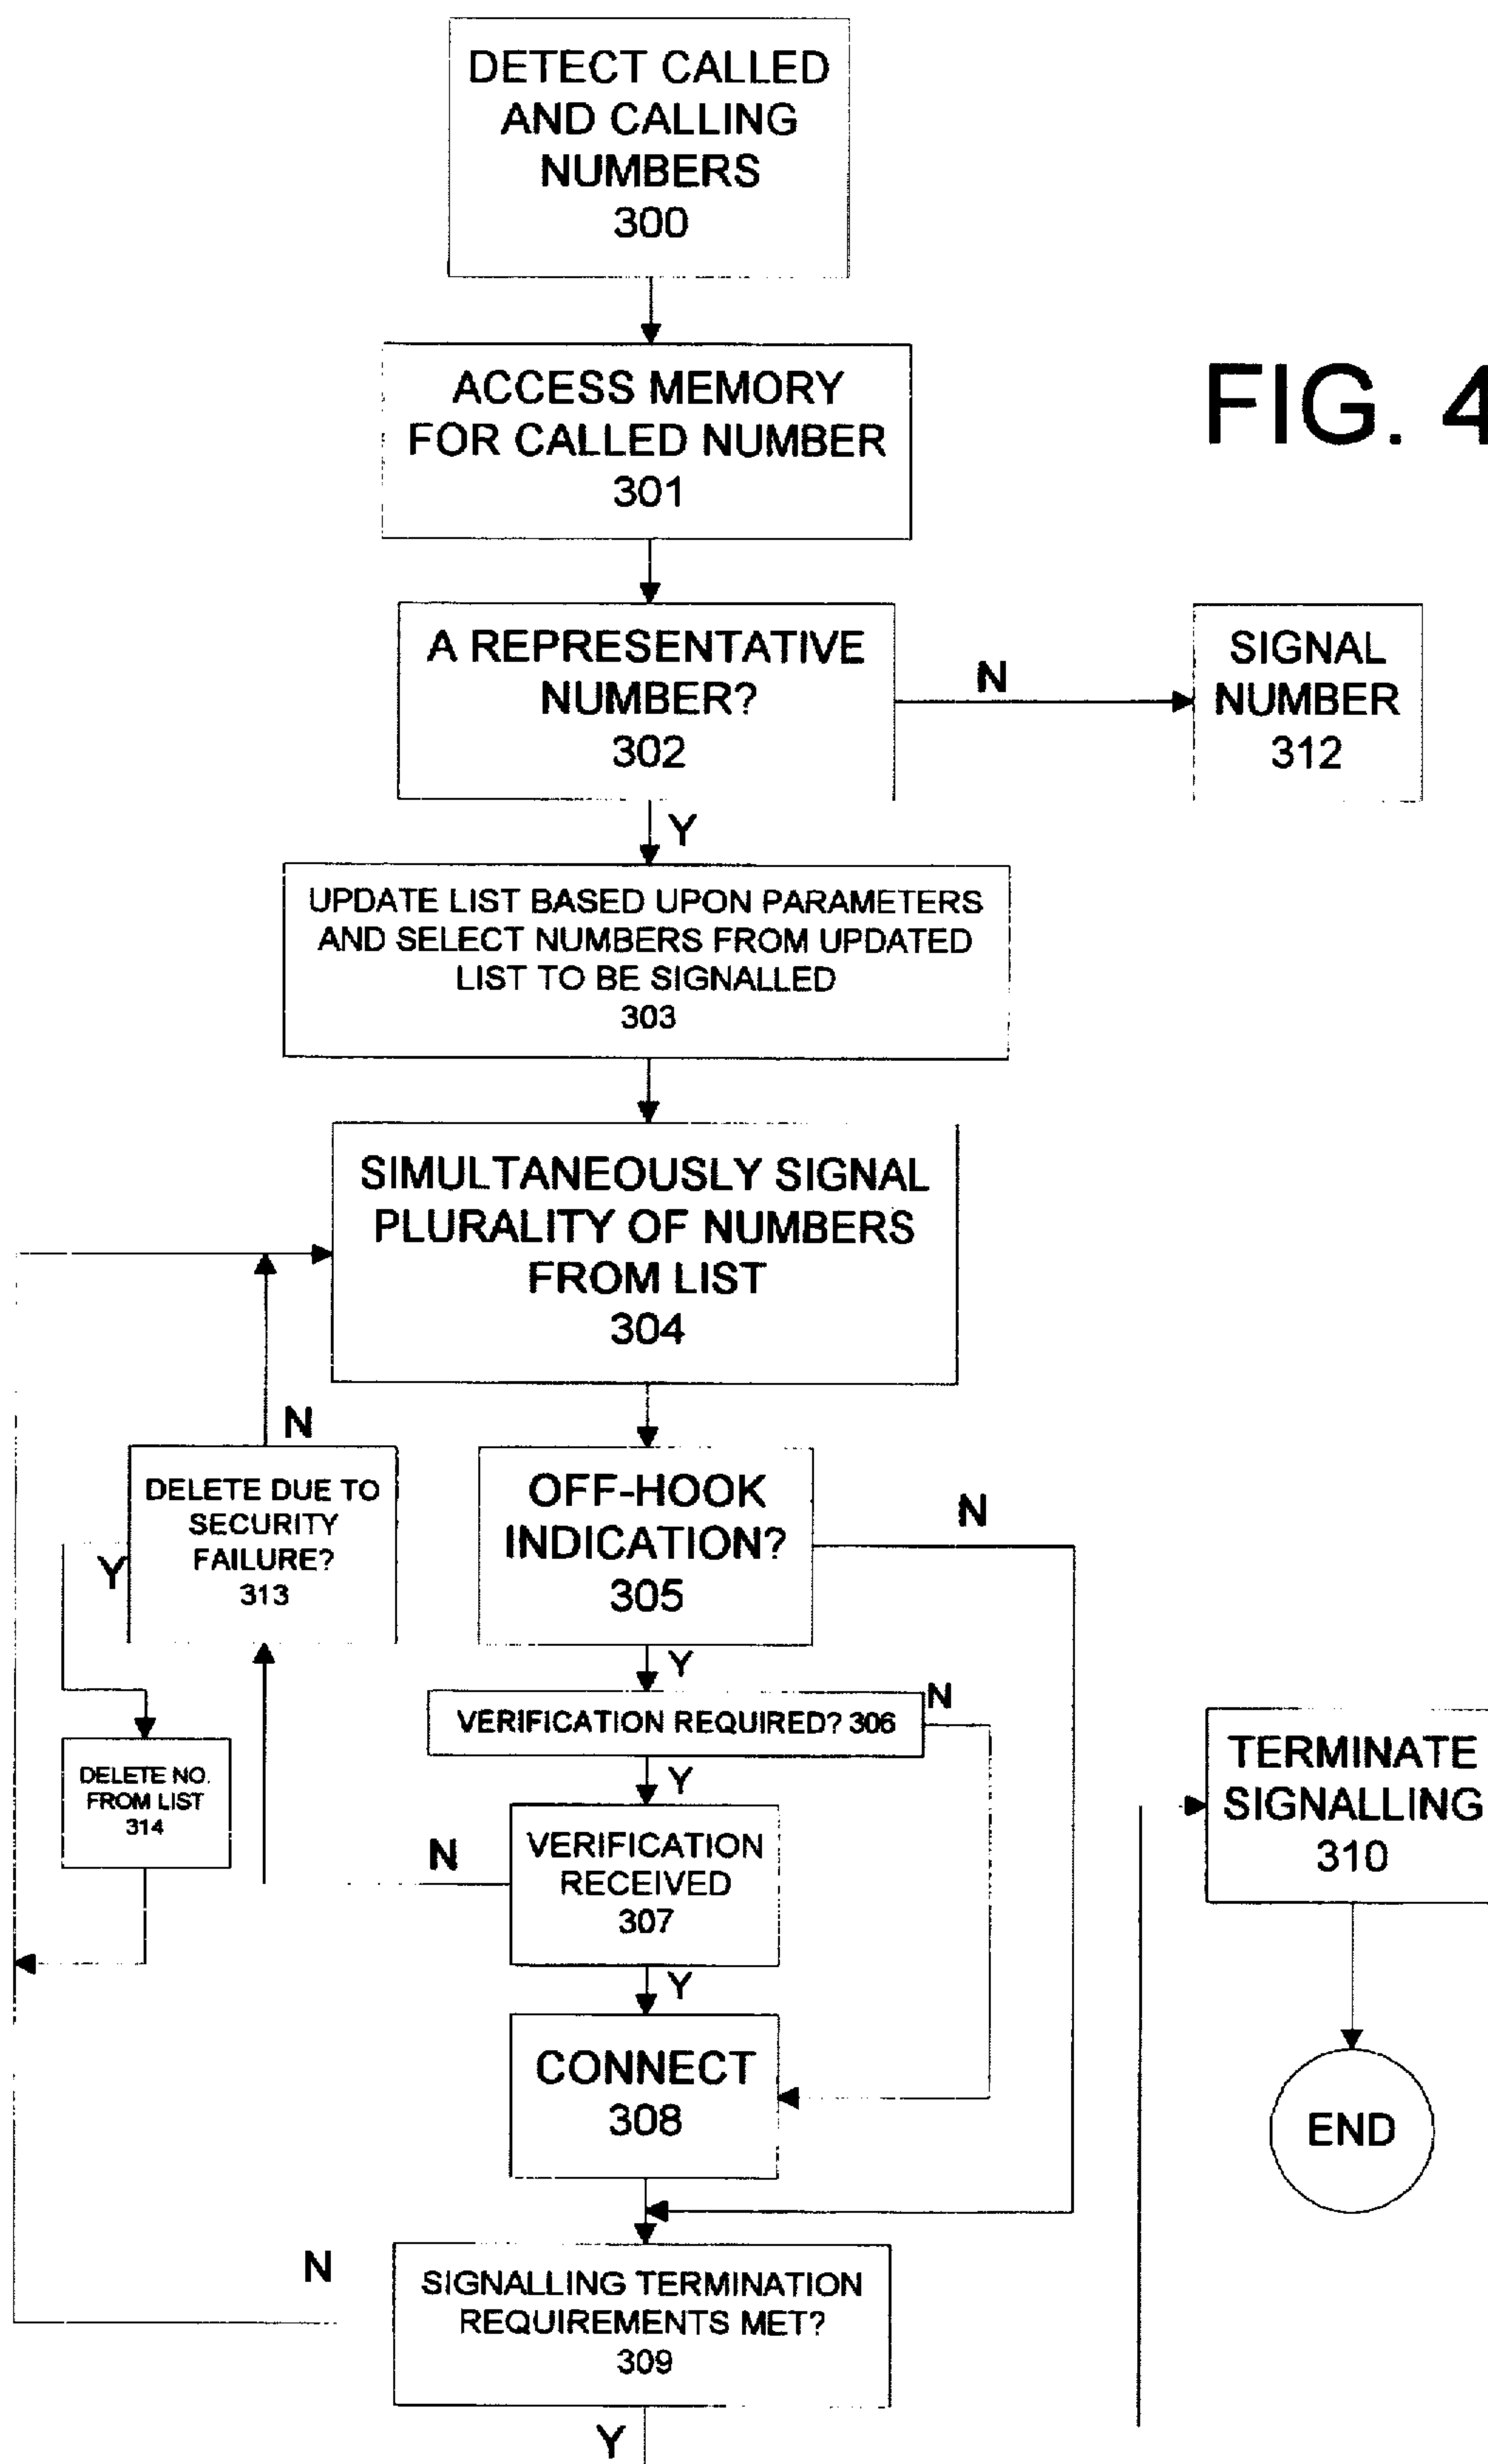 DETECT CALLED
AND CALLING
NUMBERS
300
ACCESS MEMORY
FOR CALLED NUMBER
301
FIG. 4
A REPRESENTATIVE
NUMBER?
302
N
SIGNAL
NUMBER
312
Y
UPDATE LIST BASED UPON PARAMETERS
AND SELECT NUMBERS FROM UPDATED
LIST TO BE SIGNALLED
303
SIMULTANEOUSLY SIGNAL
PLURALITY OF NUMBERS
FROM LIST
304
N
DELETE DUE TO
SECURITY
FAILURE?
313
Y
OFF-HOOK
INDICATION?
305
N
Y
VERIFICATION REQUIRED? 306
N
Y
DELETE NO.
FROM LIST
314
N
VERIFICATION
RECEIVED
307
Y
CONNECT
308
TERMINATE
SIGNALLING
310
END
N
SIGNALLING TERMINATION
REQUIREMENTS MET?
309
Y